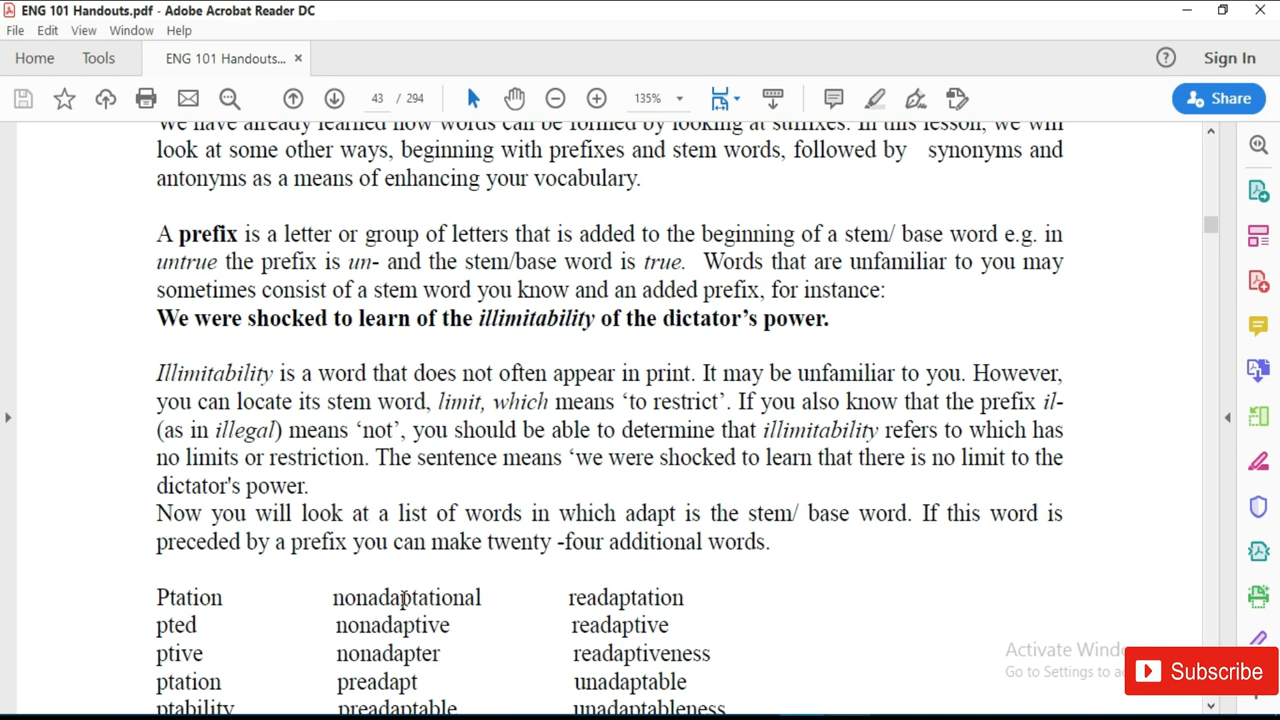 ENG 101 Handouts.pdf - Adobe Acrobat Reader DC
File Edit View Window Help
Home Tools ENG 101 Handouts... × ? Sign In
43 / 294 135% Share
We have already learned how words can be formed by looking at suffixes. In this lesson, we will
look at some other ways, beginning with prefixes and stem words, followed by synonyms and
antonyms as a means of enhancing your vocabulary.
A prefix is a letter or group of letters that is added to the beginning of a stem/ base word e.g. in
untrue the prefix is un- and the stem/base word is true. Words that are unfamiliar to you may
sometimes consist of a stem word you know and an added prefix, for instance:
We were shocked to learn of the illimitability of the dictator’s power.
Illimitability is a word that does not often appear in print. It may be unfamiliar to you. However,
you can locate its stem word, limit, which means ‘to restrict’. If you also know that the prefix il-
(as in illegal) means ‘not’, you should be able to determine that illimitability refers to which has
no limits or restriction. The sentence means ‘we were shocked to learn that there is no limit to the
dictator's power.
Now you will look at a list of words in which adapt is the stem/ base word. If this word is
preceded by a prefix you can make twenty -four additional words.
Ptation nonadaptational readaptation
pted nonadaptive readaptive
ptive nonadapter readaptiveness
ptation preadapt unadaptable
ptability preadaptable unadaptableness
Activate Windo
Go to Settings to a
Subscribe